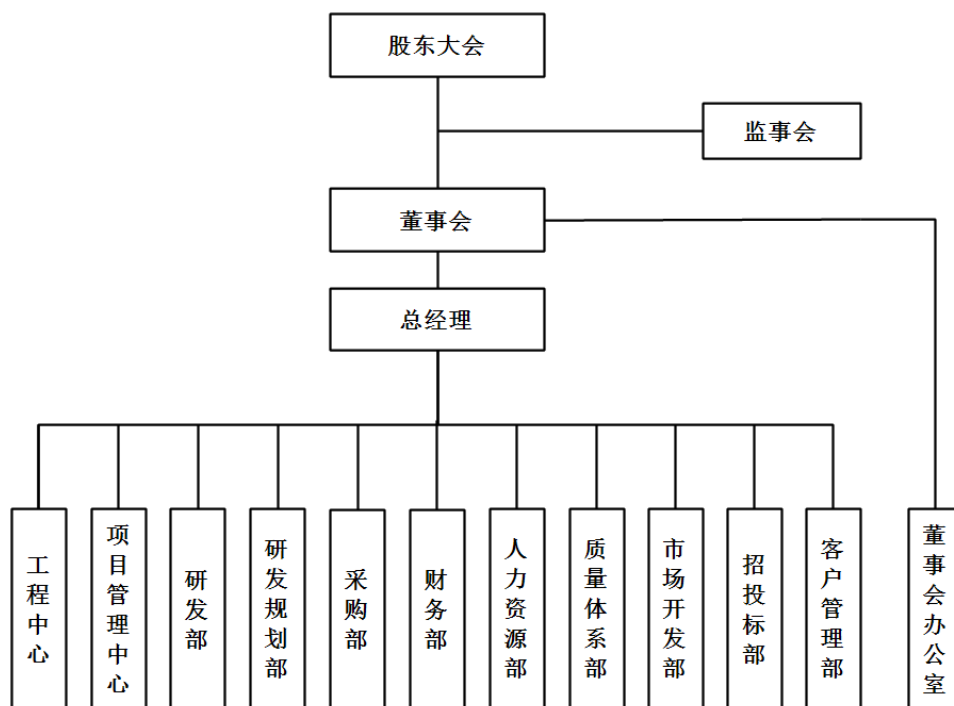 股东大会
监事会
董事会
总经理
工程中心
项目管理中心
研发部
研发规划部
采购部
财务部
人力资源部
质量体系部
市场开发部
招投标部
客户管理部
董事会办公室